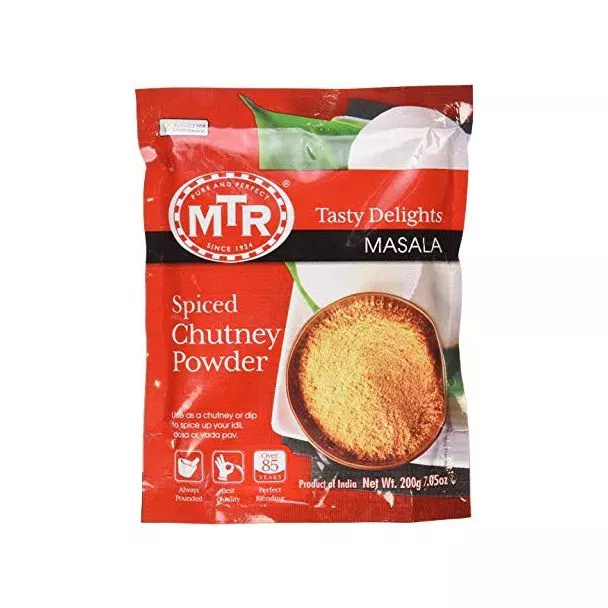 PURE AND PERFECT
MTR®
SINCE 1924
Tasty Delights
MASALA
Spiced
Chutney
Powder
Use as a chutney or dip
to spice up your idli,
dosa or vada pav.
Always
Pounded
Best
Quality
Over
85
YEARS
Perfect
Blending
Product of India Net Wt. 200g 7.05oz